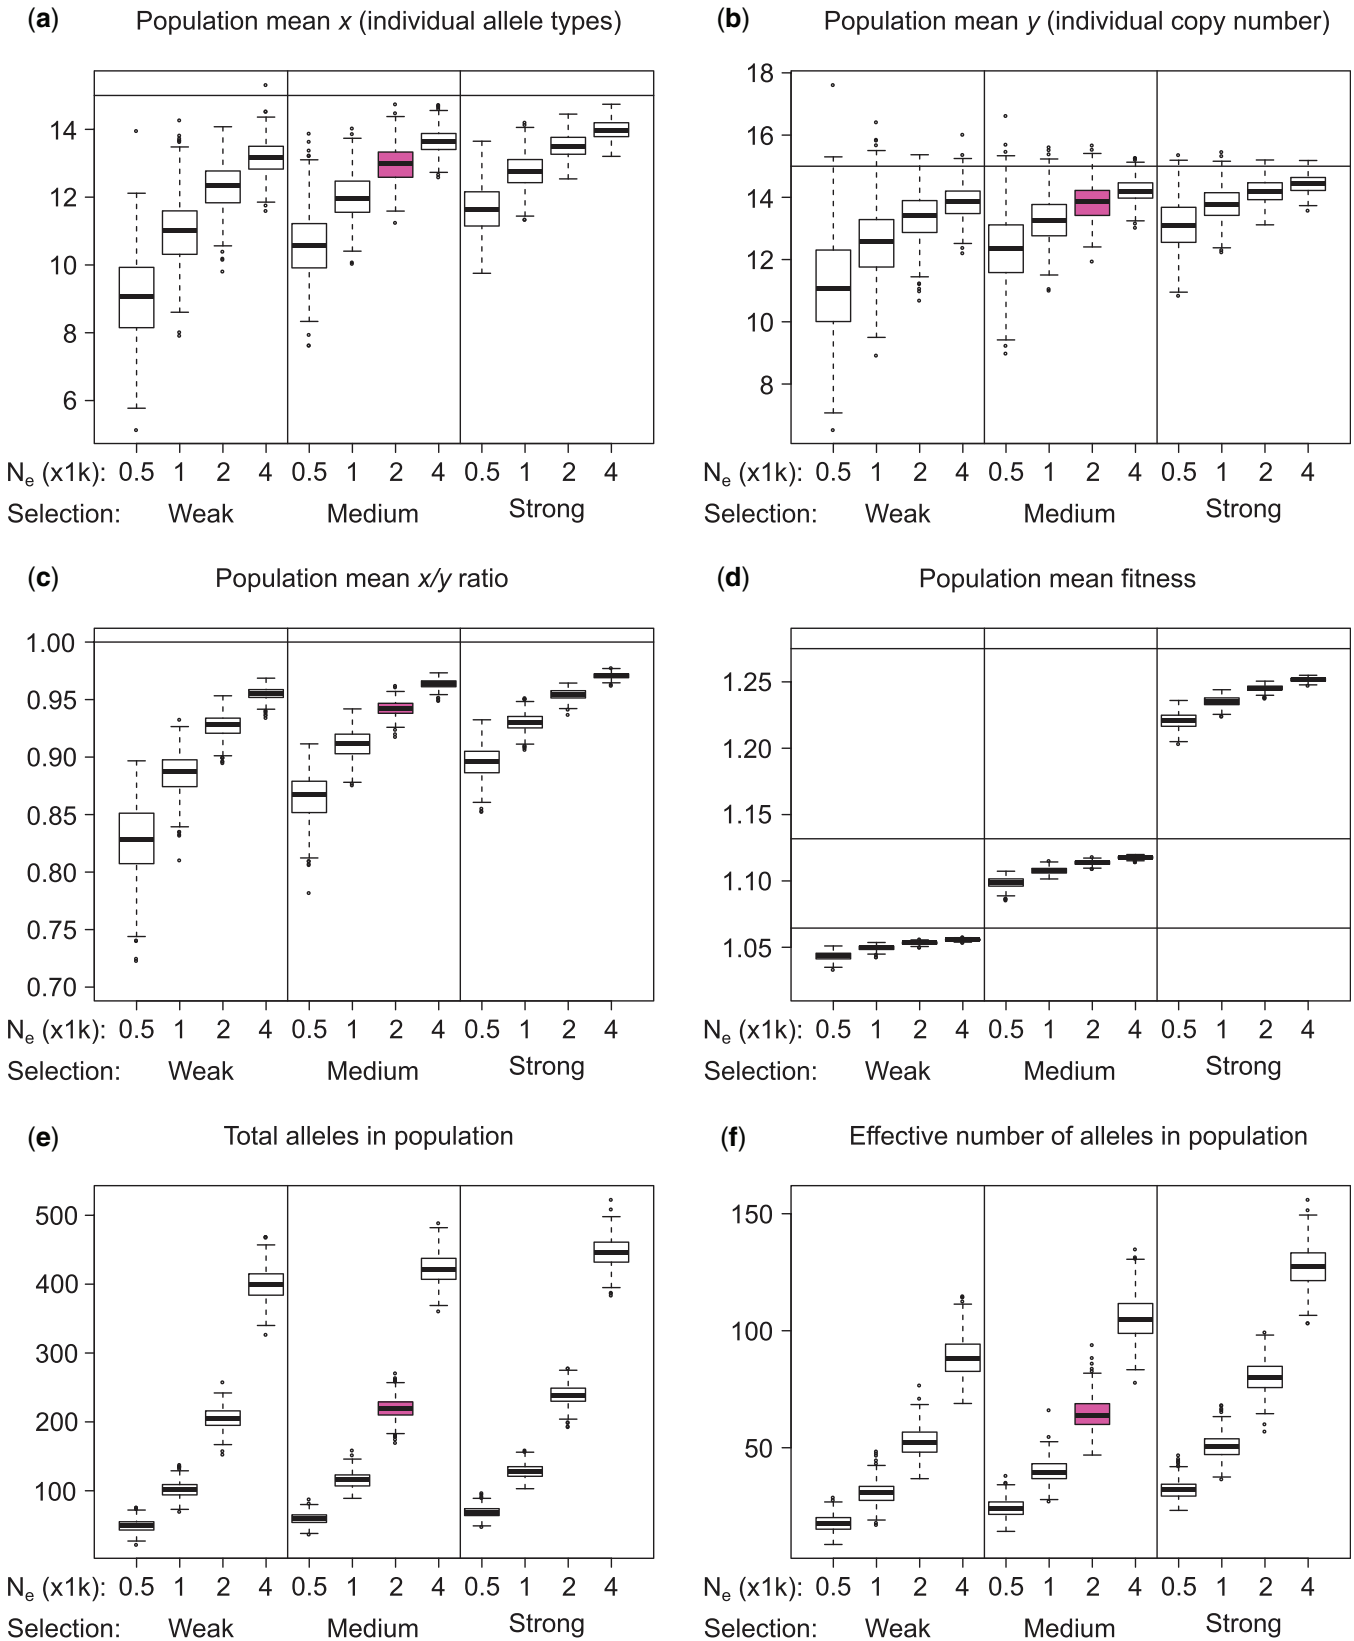 (a) Population mean x (individual allele types)
14
12
10
8
6
Ne (x1k): 0.5 1 2 4 0.5 1 2 4 0.5 1 2 4
Selection: Weak Medium Strong
(b) Population mean y (individual copy number)
18
16
14
12
10
8
Ne (x1k): 0.5 1 2 4 0.5 1 2 4 0.5 1 2 4
Selection: Weak Medium Strong
(c) Population mean x/y ratio
1.00
0.95
0.90
0.85
0.80
0.75
0.70
Ne (x1k): 0.5 1 2 4 0.5 1 2 4 0.5 1 2 4
Selection: Weak Medium Strong
(d) Population mean fitness
1.25
1.20
1.15
1.10
1.05
Ne (x1k): 0.5 1 2 4 0.5 1 2 4 0.5 1 2 4
Selection: Weak Medium Strong
(e) Total alleles in population
500
400
300
200
100
Ne (x1k): 0.5 1 2 4 0.5 1 2 4 0.5 1 2 4
Selection: Weak Medium Strong
(f) Effective number of alleles in population
150
100
50
Ne (x1k): 0.5 1 2 4 0.5 1 2 4 0.5 1 2 4
Selection: Weak Medium Strong